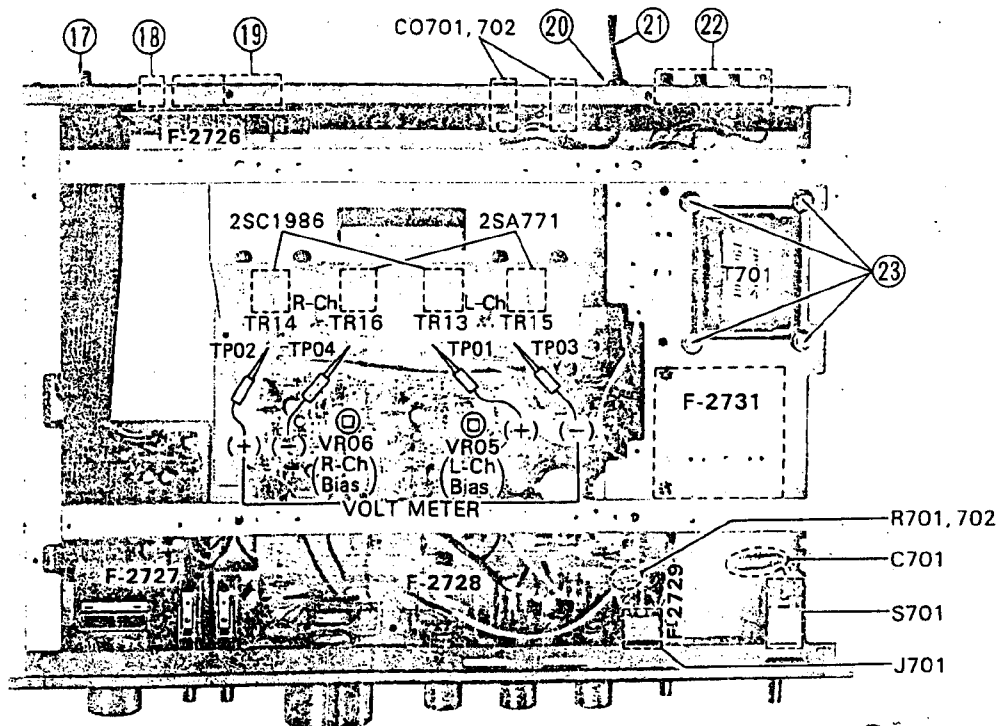 17 18 19 CO701, 702 20 21 22
F-2726
2SC1986 2SA771
T701
23
R-Ch L-Ch
TR14 TR16 TR13 TR15
TP02 TP04 TP01 TP03
F-2731
(+) (−) VR06 VR05 (+) (−)
(R-Ch Bias) (L-Ch Bias)
VOLT METER
R701, 702
C701
F-2727 F-2728 F-2729
S701
J701